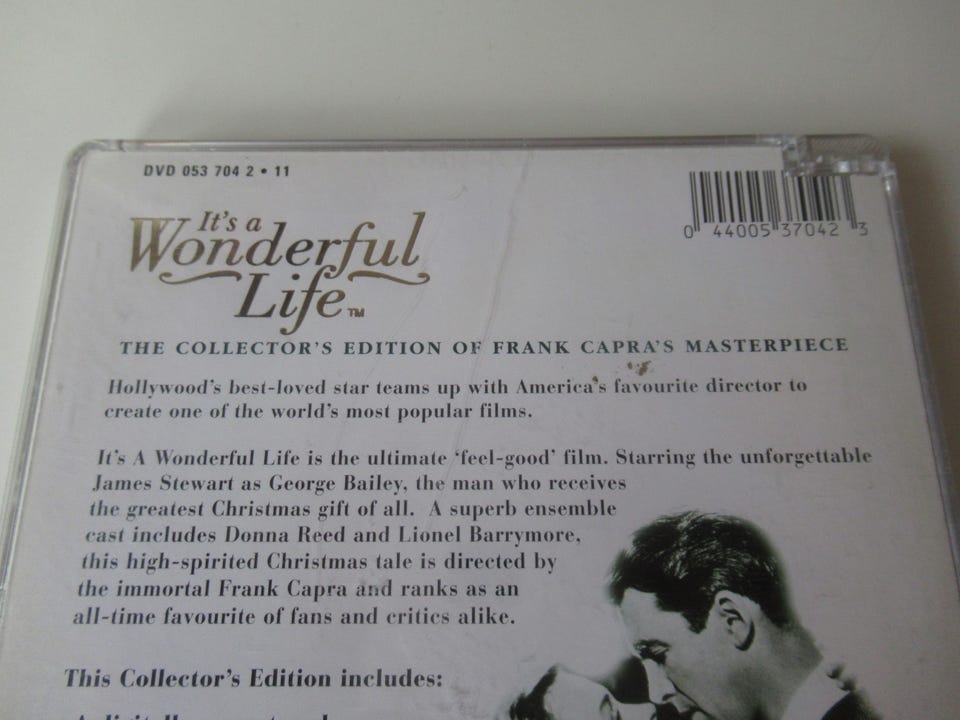 DVD 053 704 2 • 11
0 44005 37042 3
It's a
Wonderful
Life™
THE COLLECTOR'S EDITION OF FRANK CAPRA'S MASTERPIECE
Hollywood's best-loved star teams up with America's favourite director to
create one of the world's most popular films.
It's A Wonderful Life is the ultimate 'feel-good' film. Starring the unforgettable
James Stewart as George Bailey, the man who receives
the greatest Christmas gift of all. A superb ensemble
cast includes Donna Reed and Lionel Barrymore,
this high-spirited Christmas tale is directed by
the immortal Frank Capra and ranks as an
all-time favourite of fans and critics alike.
This Collector's Edition includes: